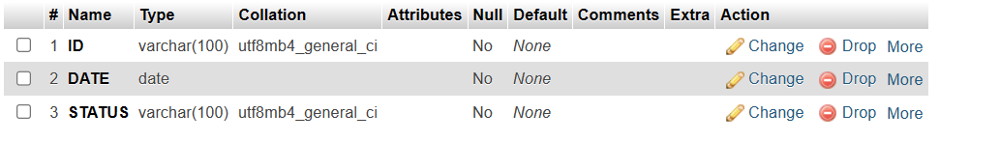 # Name Type Collation Attributes Null Default Comments Extra Action
1 ID varchar(100) utf8mb4_general_ci No None Change Drop More
2 DATE date No None Change Drop More
3 STATUS varchar(100) utf8mb4_general_ci No None Change Drop More